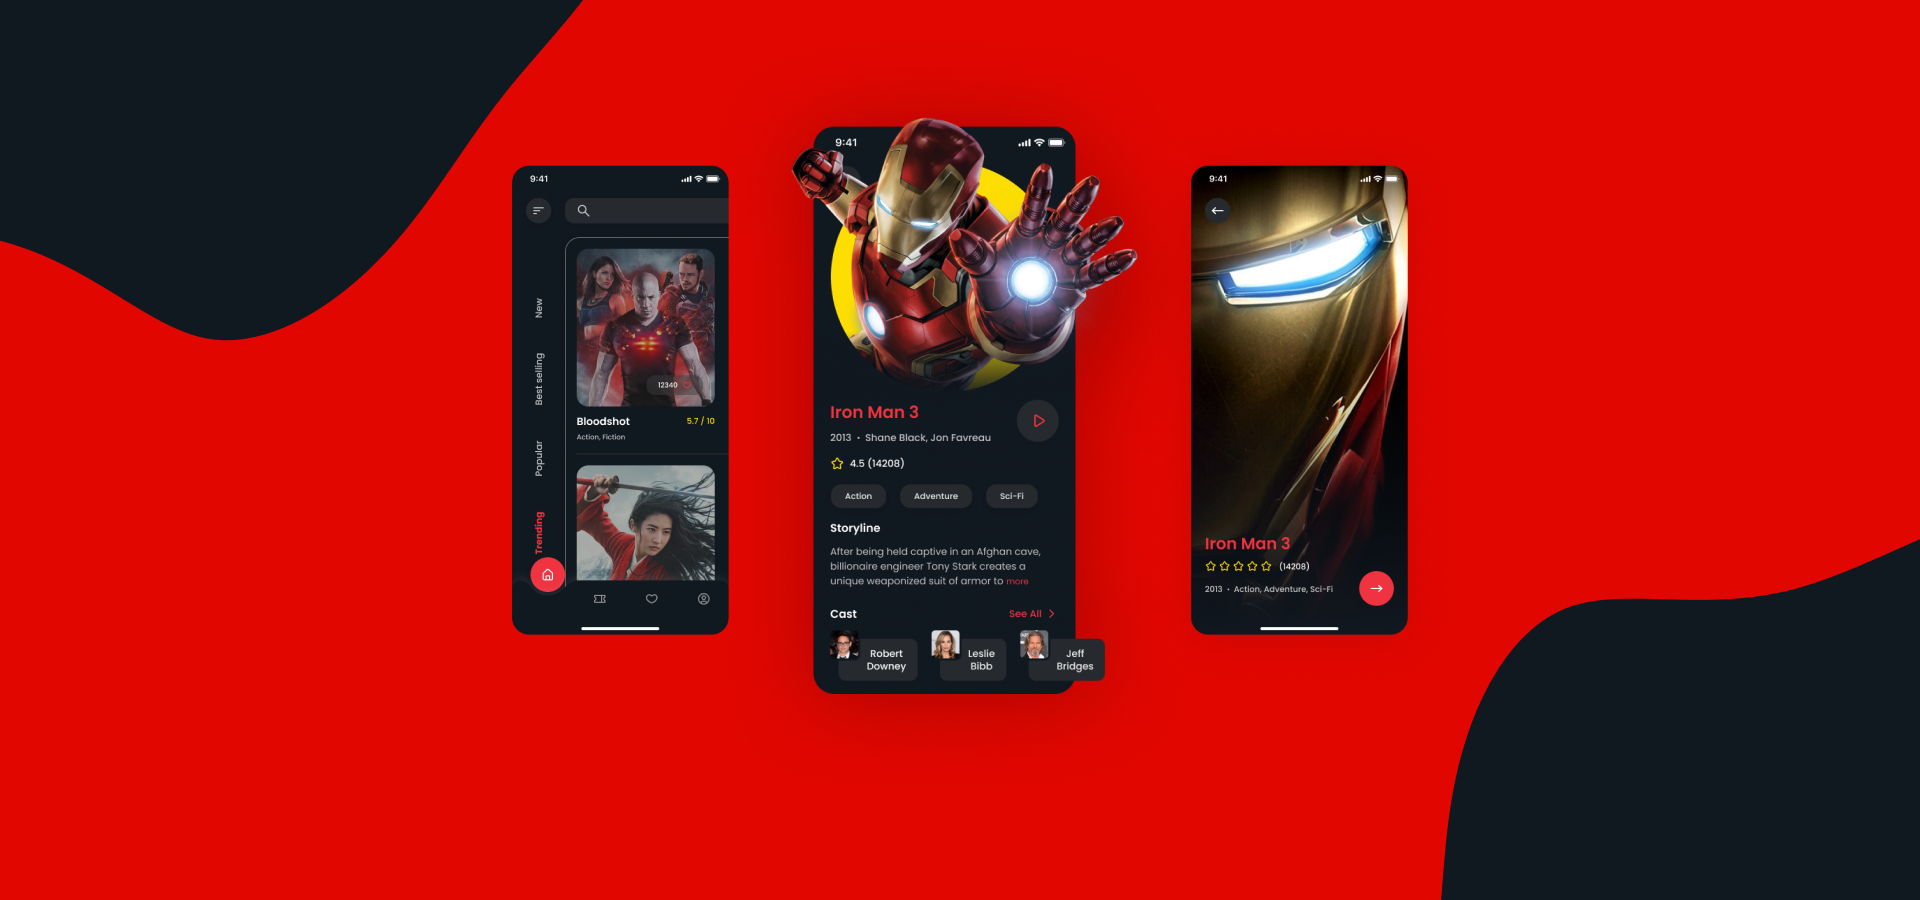 9:41
New
Best selling
Popular
Trending
12340
Bloodshot
5.7 / 10
Action, Fiction
9:41
Iron Man 3
2013 • Shane Black, Jon Favreau
4.5 (14208)
Action
Adventure
Sci-Fi
Storyline
After being held captive in an Afghan cave,
billionaire engineer Tony Stark creates a
unique weaponized suit of armor to more
Cast
See All
Robert
Downey
Leslie
Bibb
Jeff
Bridges
9:41
Iron Man 3
(14208)
2013 • Action, Adventure, Sci-Fi